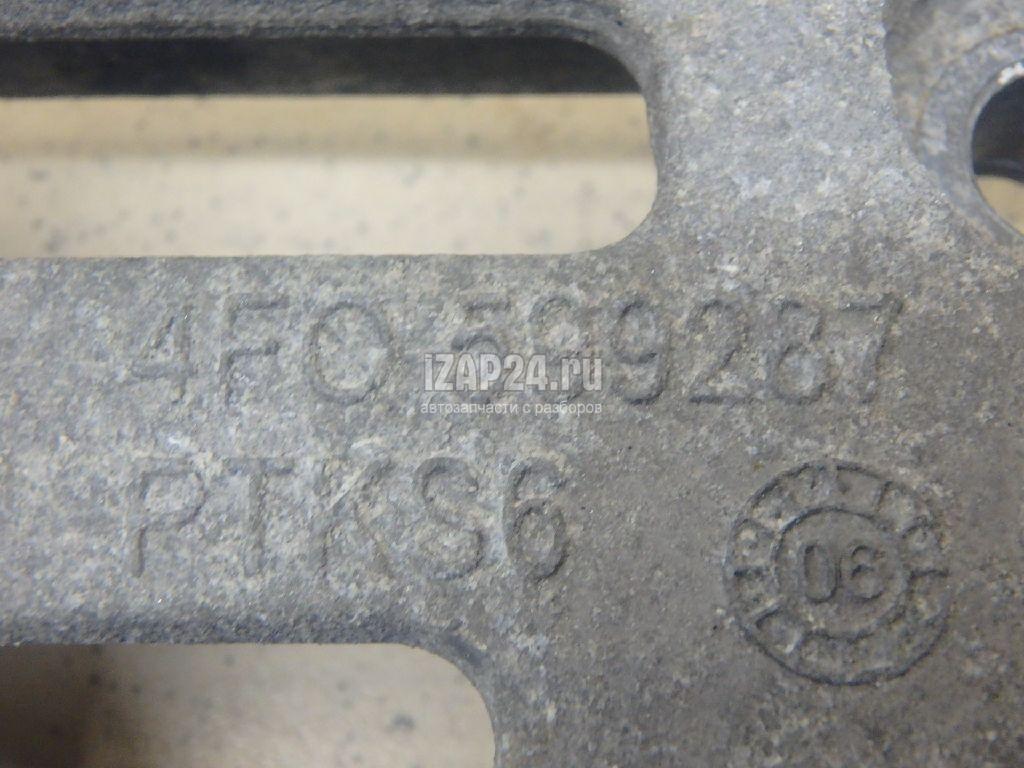 4F0 599287
iZAP24.ru
автозапчасти с разборов
PTKS6
06